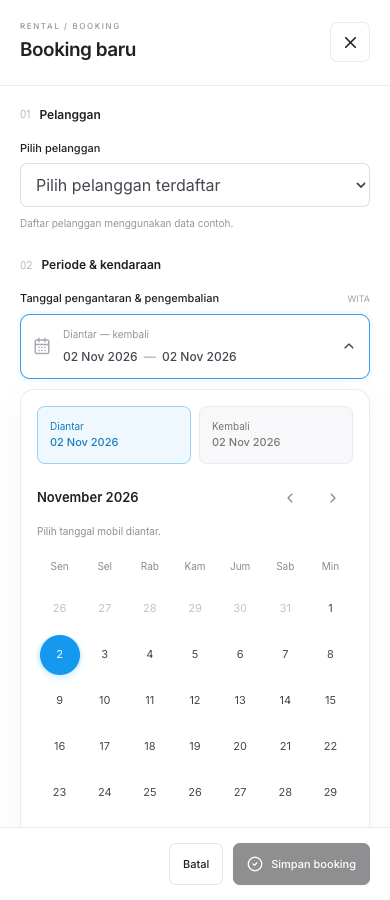 RENTAL / BOOKING
Booking baru
01 Pelanggan
Pilih pelanggan
Pilih pelanggan terdaftar
Daftar pelanggan menggunakan data contoh.
02 Periode & kendaraan
Tanggal pengantaran & pengembalian WITA
Diantar — kembali
02 Nov 2026 — 02 Nov 2026
Diantar Kembali
02 Nov 2026 02 Nov 2026
November 2026
Pilih tanggal mobil diantar.
Sen Sel Rab Kam Jum Sab Min
26 27 28 29 30 31 1
2 3 4 5 6 7 8
9 10 11 12 13 14 15
16 17 18 19 20 21 22
23 24 25 26 27 28 29
Batal Simpan booking